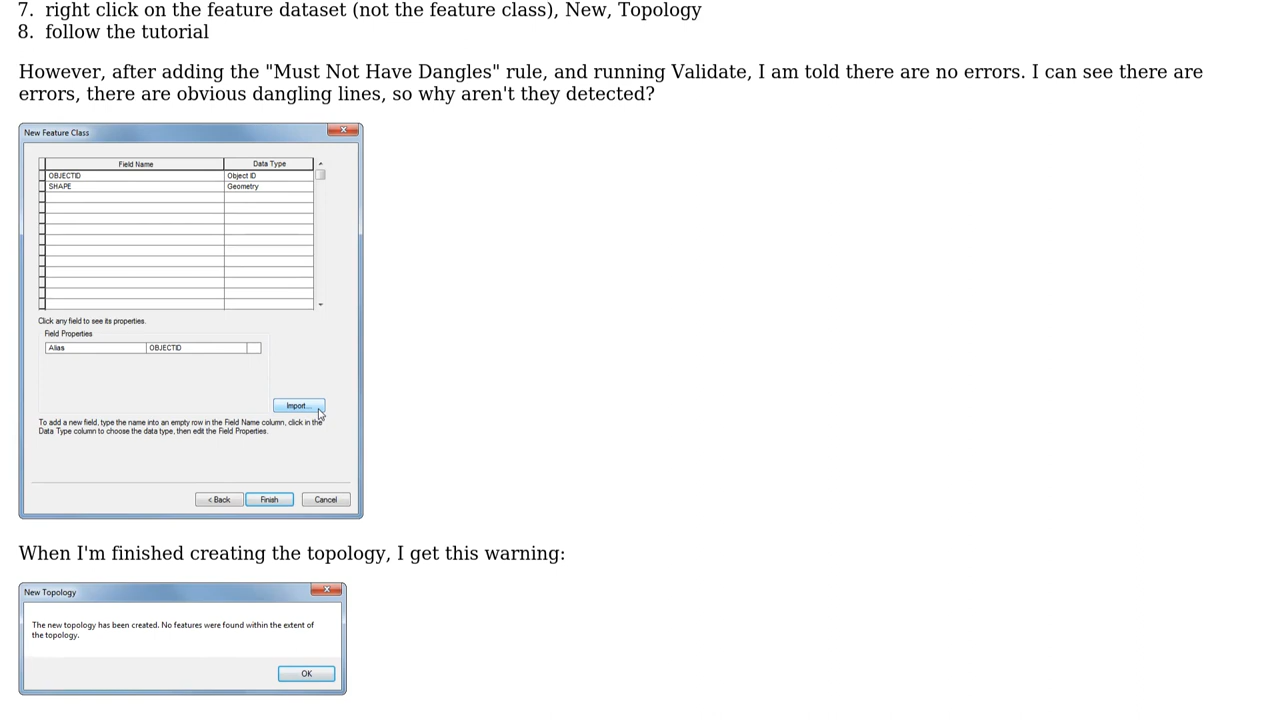 7. right click on the feature dataset (not the feature class), New, Topology
8. follow the tutorial
However, after adding the "Must Not Have Dangles" rule, and running Validate, I am told there are no errors. I can see there are
errors, there are obvious dangling lines, so why aren't they detected?
New Feature Class
Field Name Data Type
OBJECTID Object ID
SHAPE Geometry
Click any field to see its properties.
Field Properties
Alias OBJECTID
Import...
To add a new field, type the name into an empty row in the Field Name column, click in the
Data Type column to choose the data type, then edit the Field Properties.
< Back Finish Cancel
When I'm finished creating the topology, I get this warning:
New Topology
The new topology has been created. No features were found within the extent of
the topology.
OK